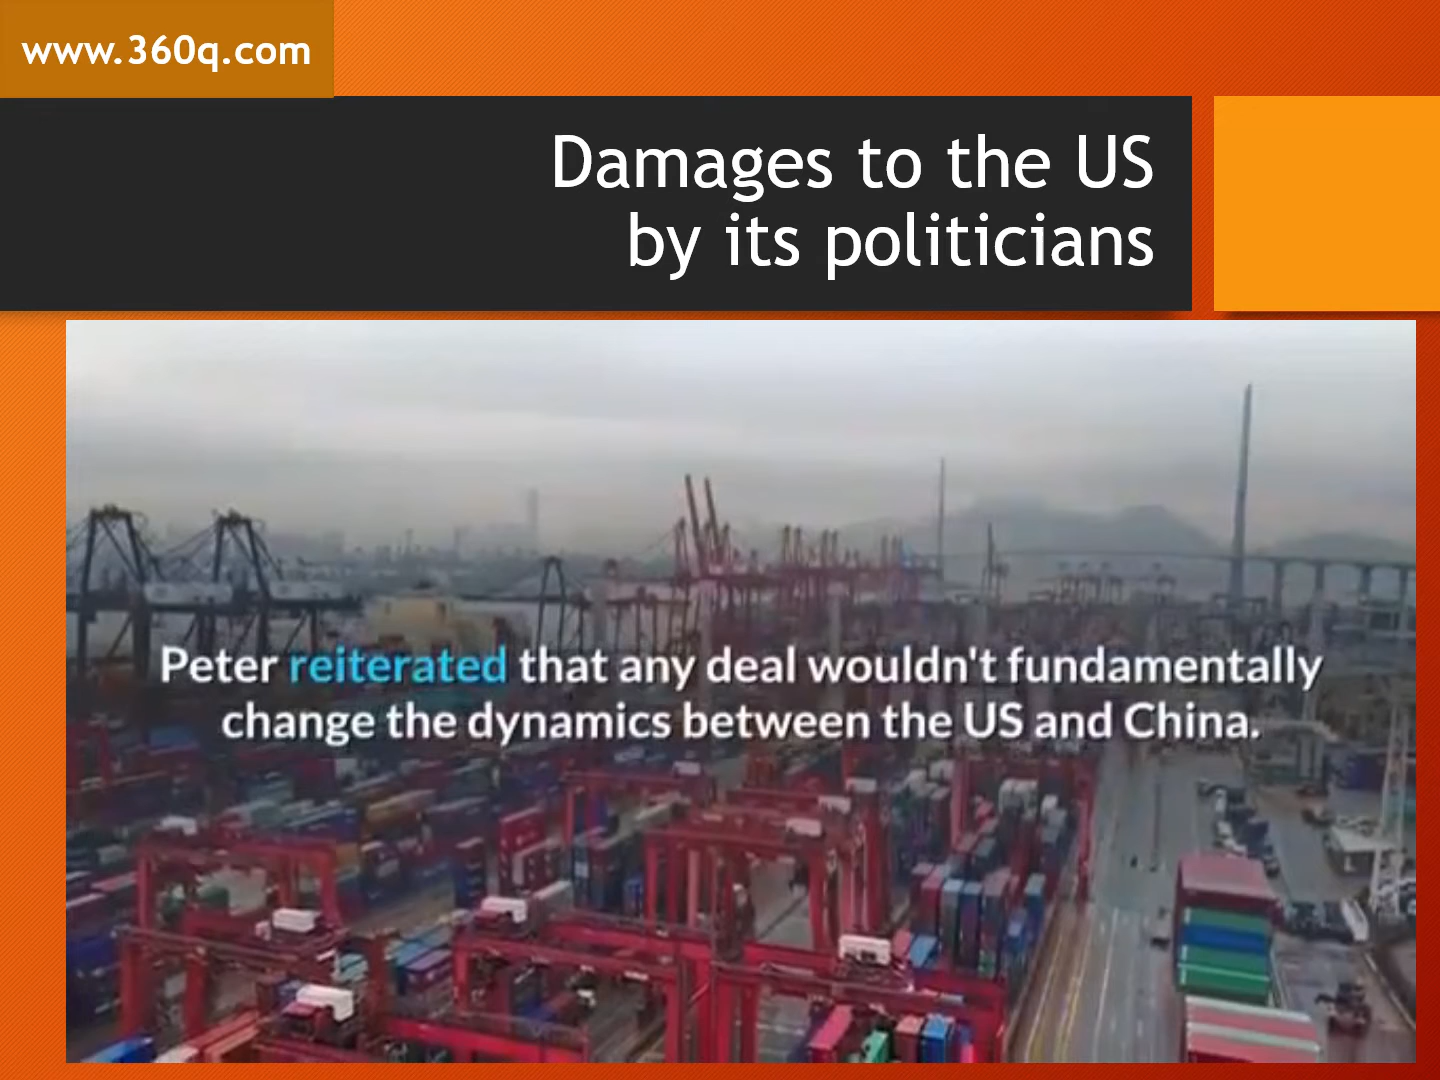 www.360q.com
Damages to the US
by its politicians
Peter reiterated that any deal wouldn't fundamentally
change the dynamics between the US and China.